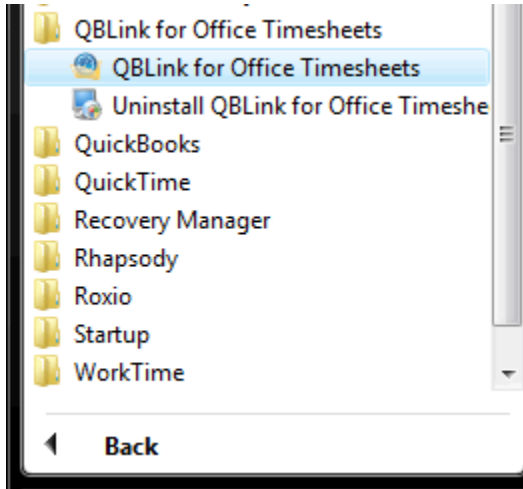 QBLink for Office Timesheets
QBLink for Office Timesheets
Uninstall QBLink for Office Timeshe
QuickBooks
QuickTime
Recovery Manager
Rhapsody
Roxio
Startup
WorkTime
Back